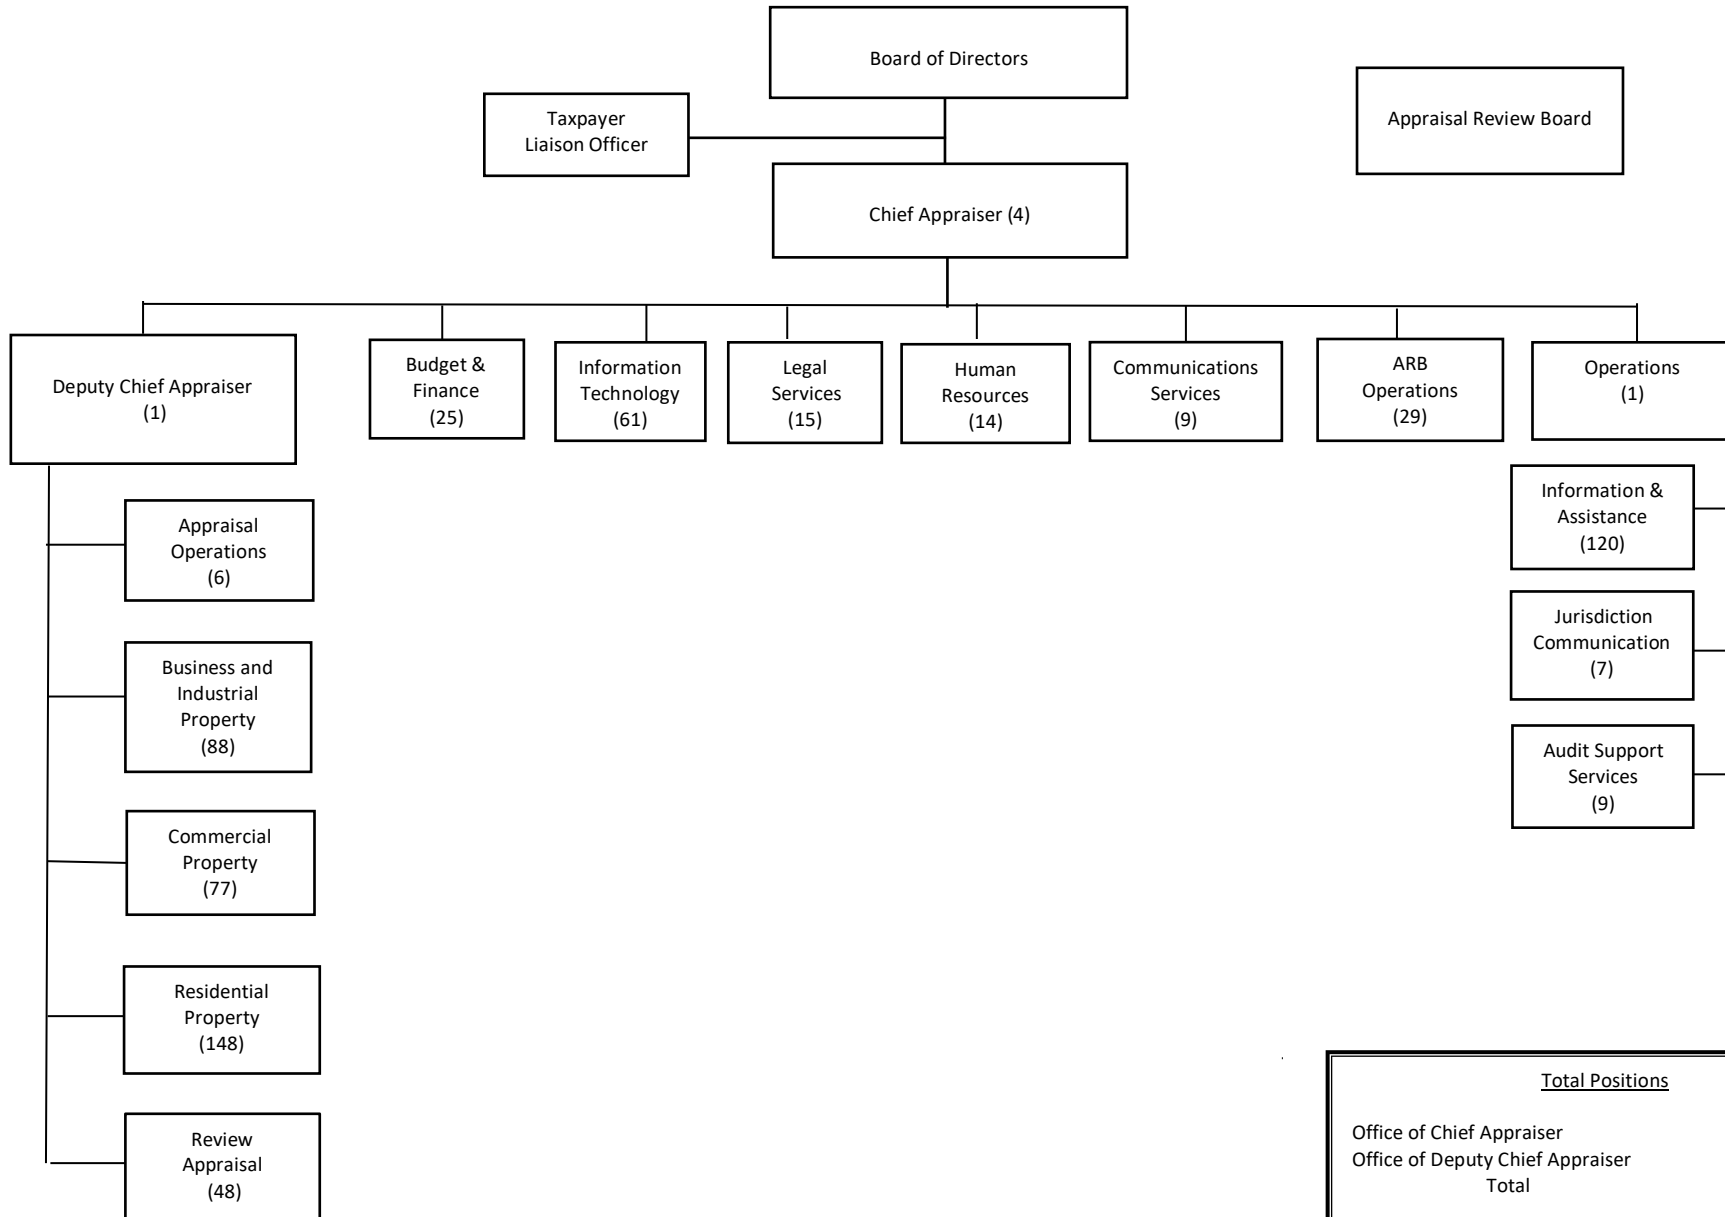 Board of Directors
Taxpayer
Liaison Officer
Appraisal Review Board
Chief Appraiser (4)
Deputy Chief Appraiser
(1)
Budget &
Finance
(25)
Information
Technology
(61)
Legal
Services
(15)
Human
Resources
(14)
Communications
Services
(9)
ARB
Operations
(29)
Operations
(1)
Appraisal
Operations
(6)
Business and
Industrial
Property
(88)
Commercial
Property
(77)
Residential
Property
(148)
Review
Appraisal
(48)
Information &
Assistance
(120)
Jurisdiction
Communication
(7)
Audit Support
Services
(9)
Total Positions
Office of Chief Appraiser
Office of Deputy Chief Appraiser
Total